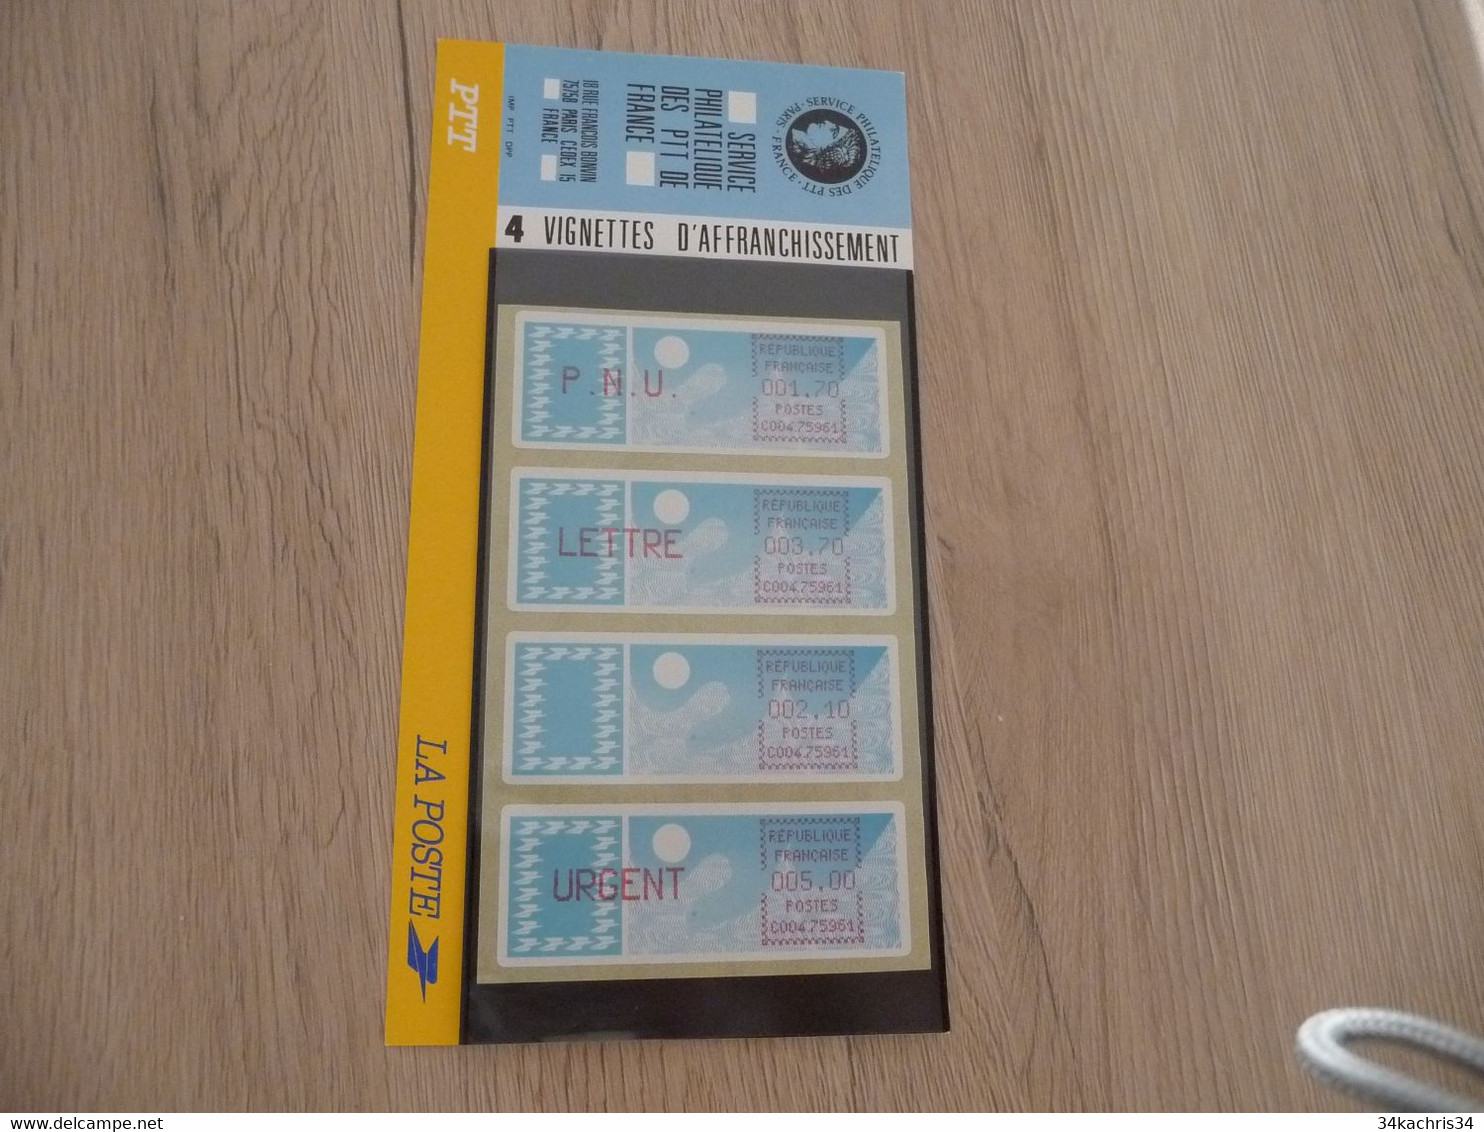 PTT
IMP PTT DPP
SERVICE
PHILATELIQUE
DES PTT DE
FRANCE
18 RUE FRANCOIS BONVIN
75758 PARIS CEDEX 15
FRANCE
SERVICE PHILATELIQUE DES PTT
PARIS - FRANCE
4 VIGNETTES D'AFFRANCHISSEMENT
P.N.U.
RÉPUBLIQUE
FRANÇAISE
001,70
POSTES
C004.75961
LETTRE
RÉPUBLIQUE
FRANÇAISE
003,70
POSTES
C004.75961
RÉPUBLIQUE
FRANÇAISE
002,10
POSTES
C004.75961
URGENT
RÉPUBLIQUE
FRANÇAISE
005,00
POSTES
C004.75961
LA POSTE
delcampe.net
34kachris34